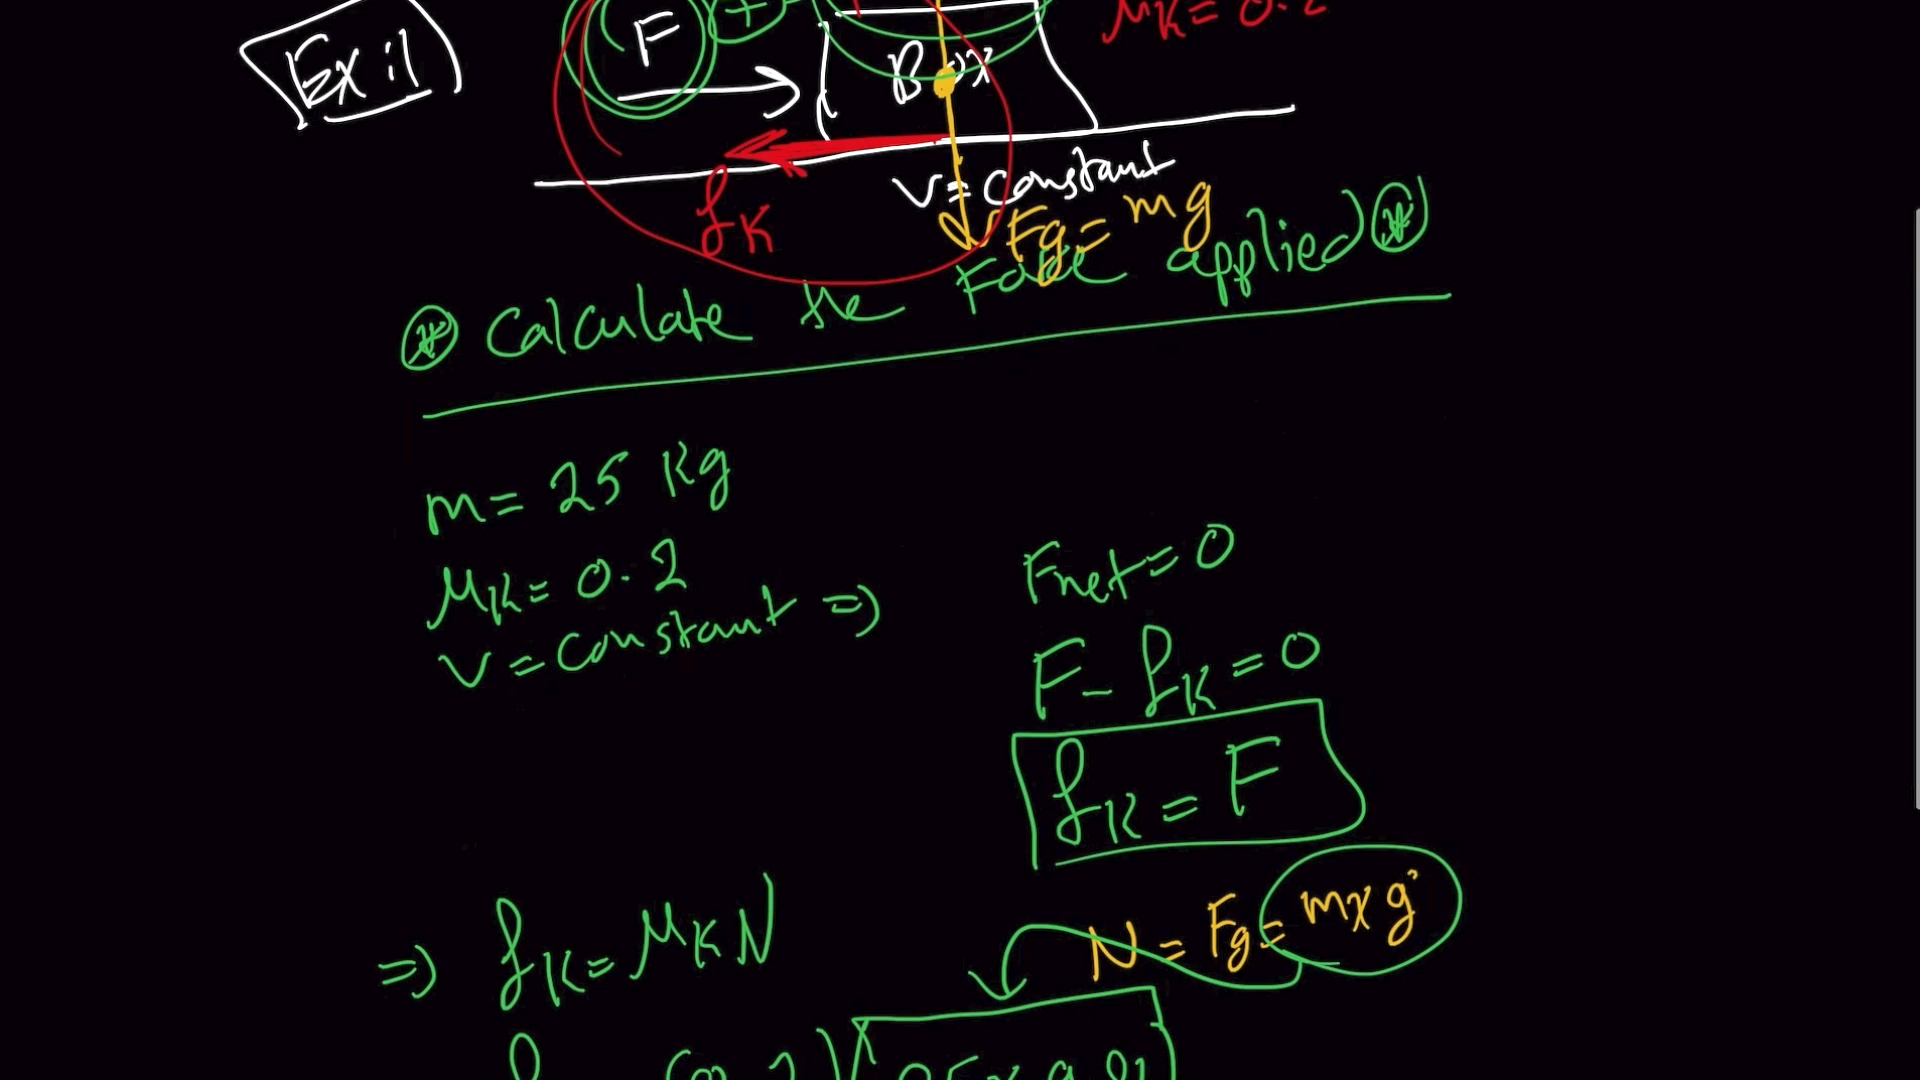 Ex:1
F +
Box
μK = 0.2
fK
V = Constant
Fg = mg
* Calculate the Force applied *
m = 25 Kg
μK = 0.2
V = Constant ⇒
Fnet = 0
F - fK = 0
fK = F
N = Fg = m x g
⇒ fK = μK N